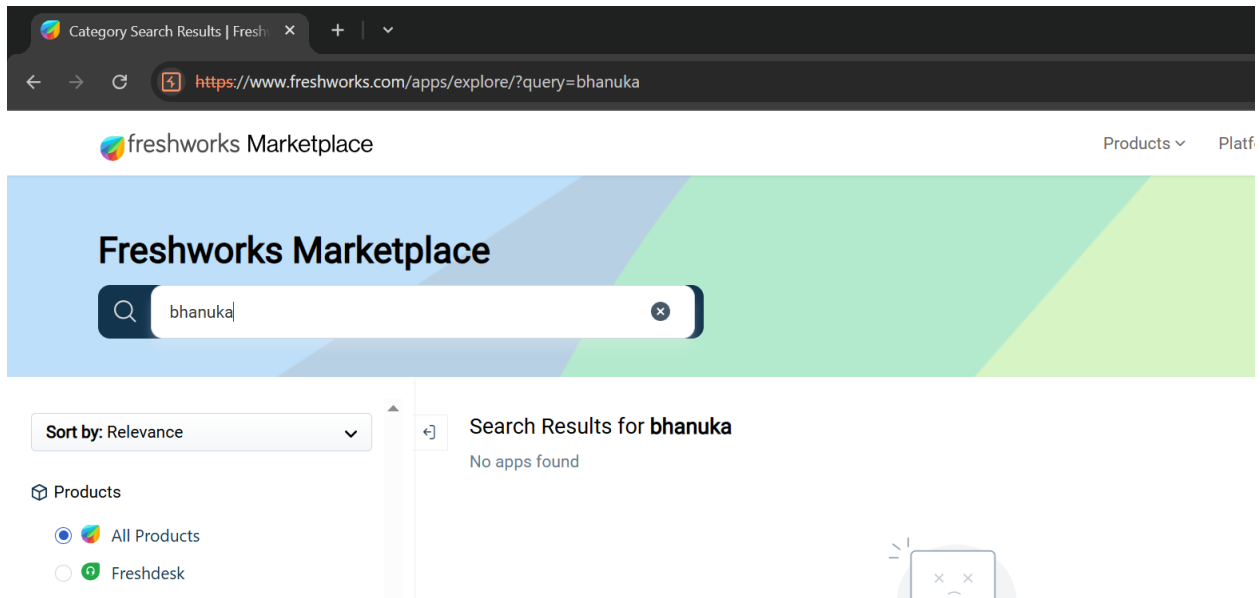 Category Search Results | Fresh
https://www.freshworks.com/apps/explore/?query=bhanuka
freshworks Marketplace
Products
Platf
Freshworks Marketplace
bhanuka
Sort by: Relevance
Search Results for bhanuka
No apps found
Products
All Products
Freshdesk